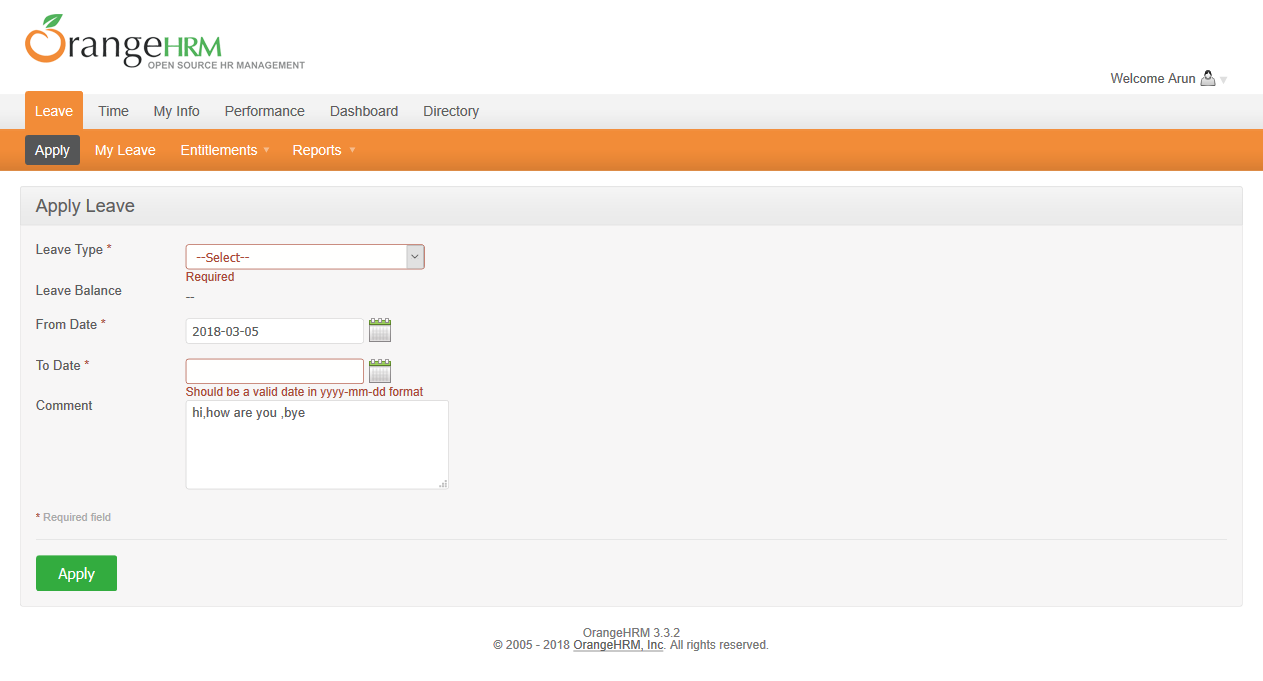 OrangeHRM
OPEN SOURCE HR MANAGEMENT
Welcome Arun
Leave Time My Info Performance Dashboard Directory
Apply My Leave Entitlements Reports
Apply Leave
Leave Type * --Select--
Required
Leave Balance --
From Date * 2018-03-05
To Date *
Should be a valid date in yyyy-mm-dd format
Comment hi,how are you ,bye
* Required field
Apply
OrangeHRM 3.3.2
© 2005 - 2018 OrangeHRM, Inc. All rights reserved.